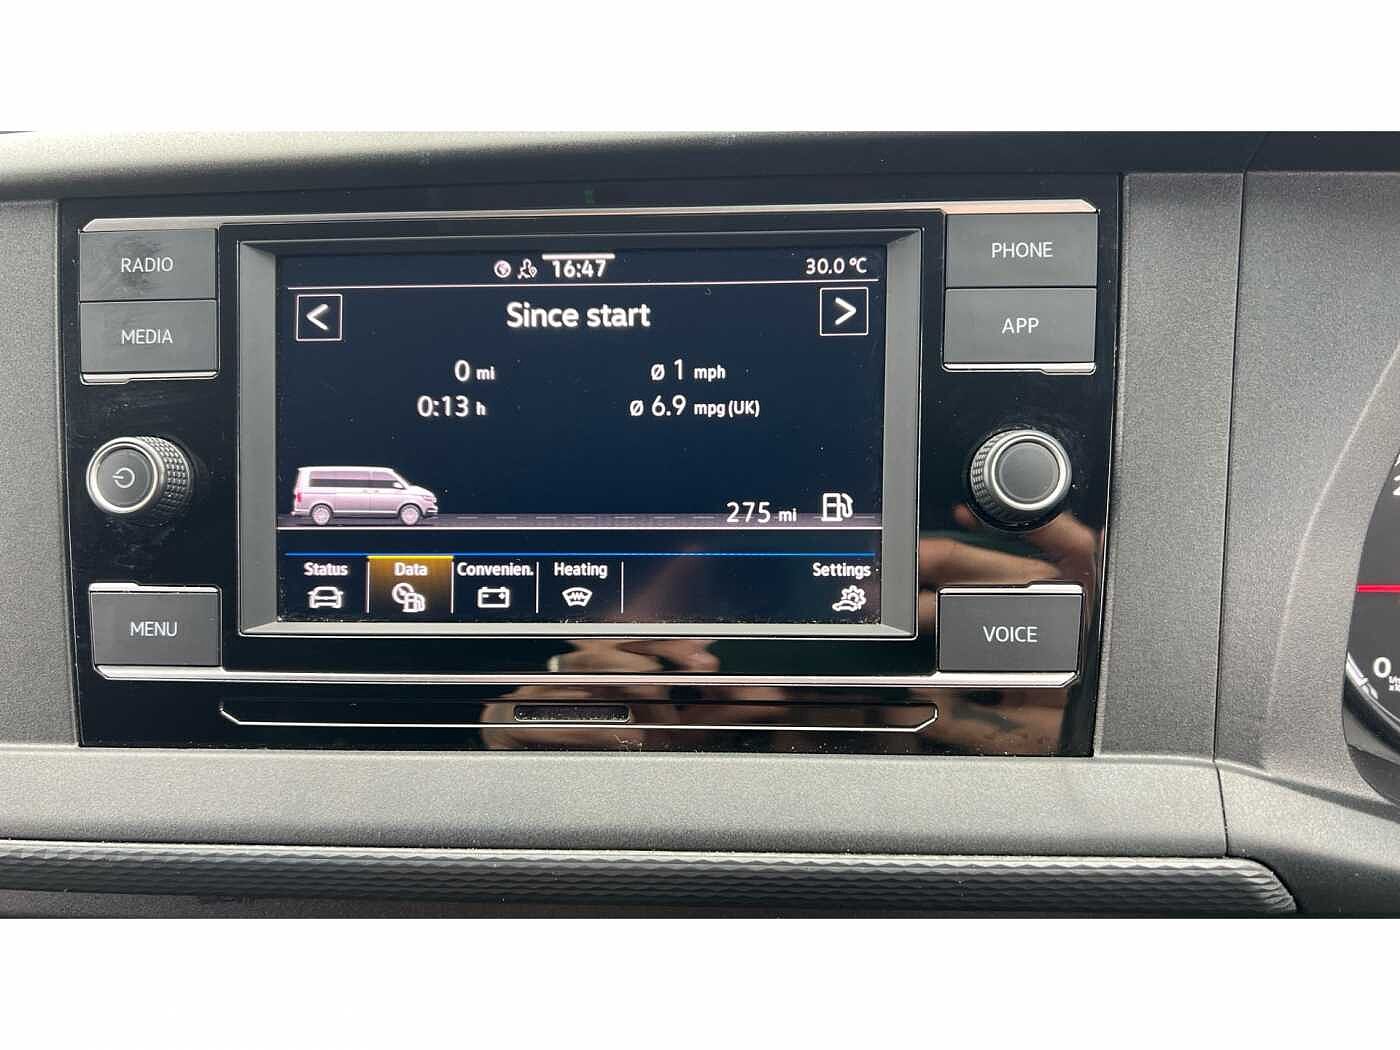 RADIO
MEDIA
MENU
PHONE
APP
VOICE
16:47
30.0 °C
<
Since start
>
0 mi
Ø 1 mph
0:13 h
Ø 6.9 mpg (UK)
275 mi
Status
Data
Convenien.
Heating
Settings
0